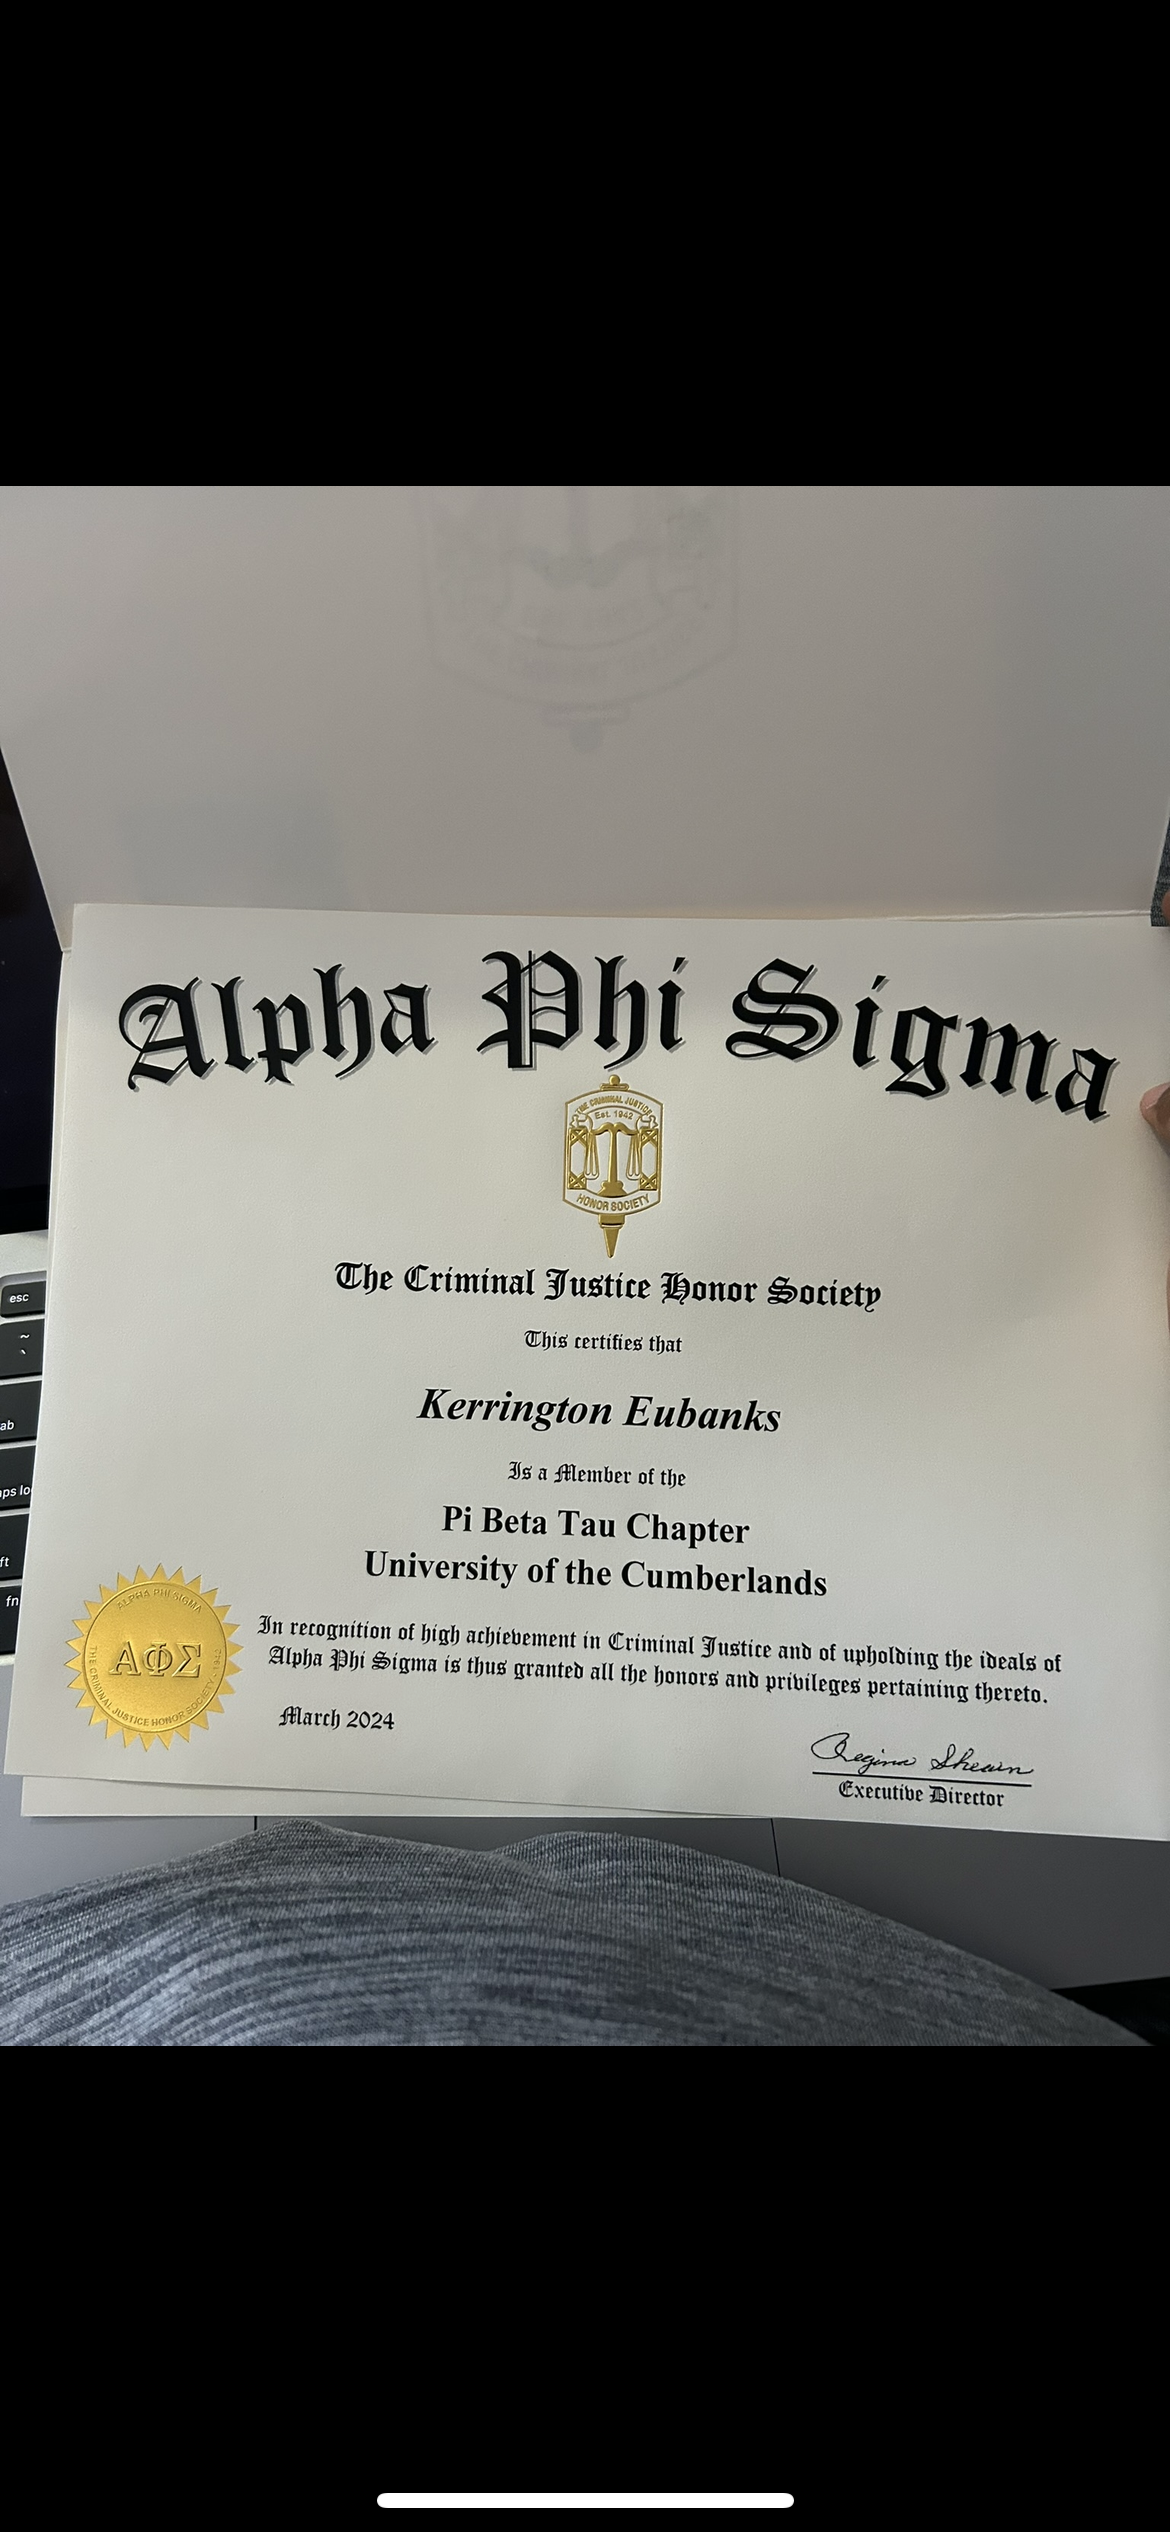 Alpha Phi Sigma
THE CRIMINAL JUSTICE
Est. 1942
HONOR SOCIETY
The Criminal Justice Honor Society
This certifies that
Kerrington Eubanks
Is a Member of the
Pi Beta Tau Chapter
University of the Cumberlands
In recognition of high achievement in Criminal Justice and of upholding the ideals of
Alpha Phi Sigma is thus granted all the honors and privileges pertaining thereto.
March 2024
Regina Shearn
Executive Director
ALPHA PHI SIGMA
ΑΦΣ
THE CRIMINAL JUSTICE HONOR SOCIETY • 1942
esc
~
`
ab
ps lo
ft
fn